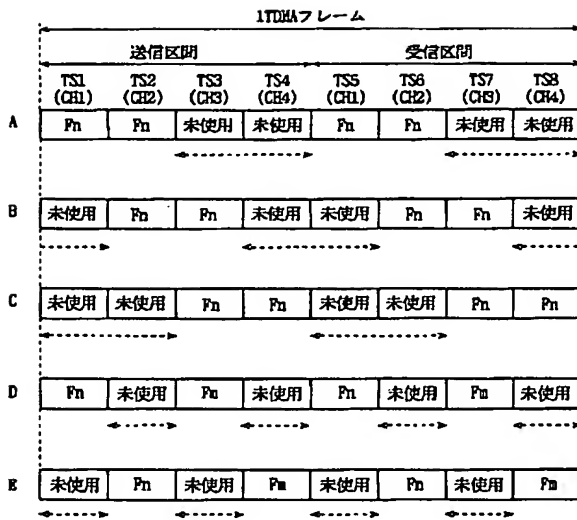 1TDMAフレーム
送信区間 受信区間
TS1 TS2 TS3 TS4 TS5 TS6 TS7 TS8
(CH1) (CH2) (CH3) (CH4) (CH1) (CH2) (CH3) (CH4)
A Fn Fn 未使用 未使用 Fn Fn 未使用 未使用
B 未使用 Fn Fn 未使用 未使用 Fn Fn 未使用
C 未使用 未使用 Fn Fn 未使用 未使用 Fn Fn
D Fn 未使用 Fm 未使用 Fn 未使用 Fm 未使用
E 未使用 Fn 未使用 Fm 未使用 Fn 未使用 Fm